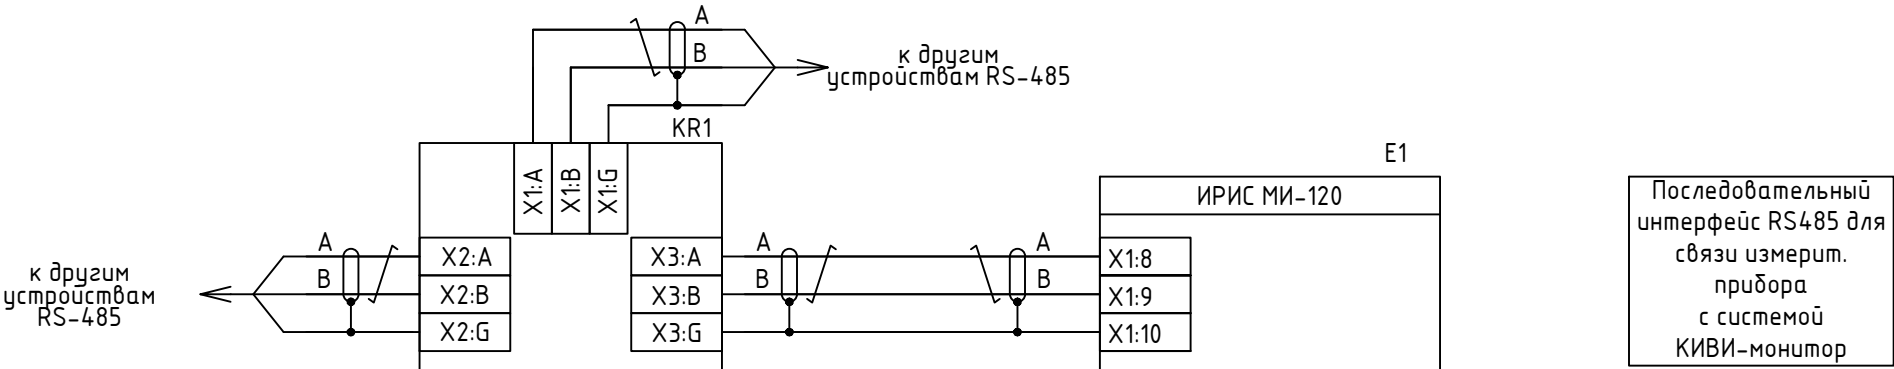 A
B
к другим
устройствам RS-485
KR1
X1:A
X1:B
X1:G
E1
ИРИС МИ-120
Последовательный
интерфейс RS485 для
связи измерит.
прибора
с системой
КИВИ-монитор
к другим
устройствам
RS-485
A
B
X2:A
X2:B
X2:G
X3:A
X3:B
X3:G
A
B
A
B
X1:8
X1:9
X1:10